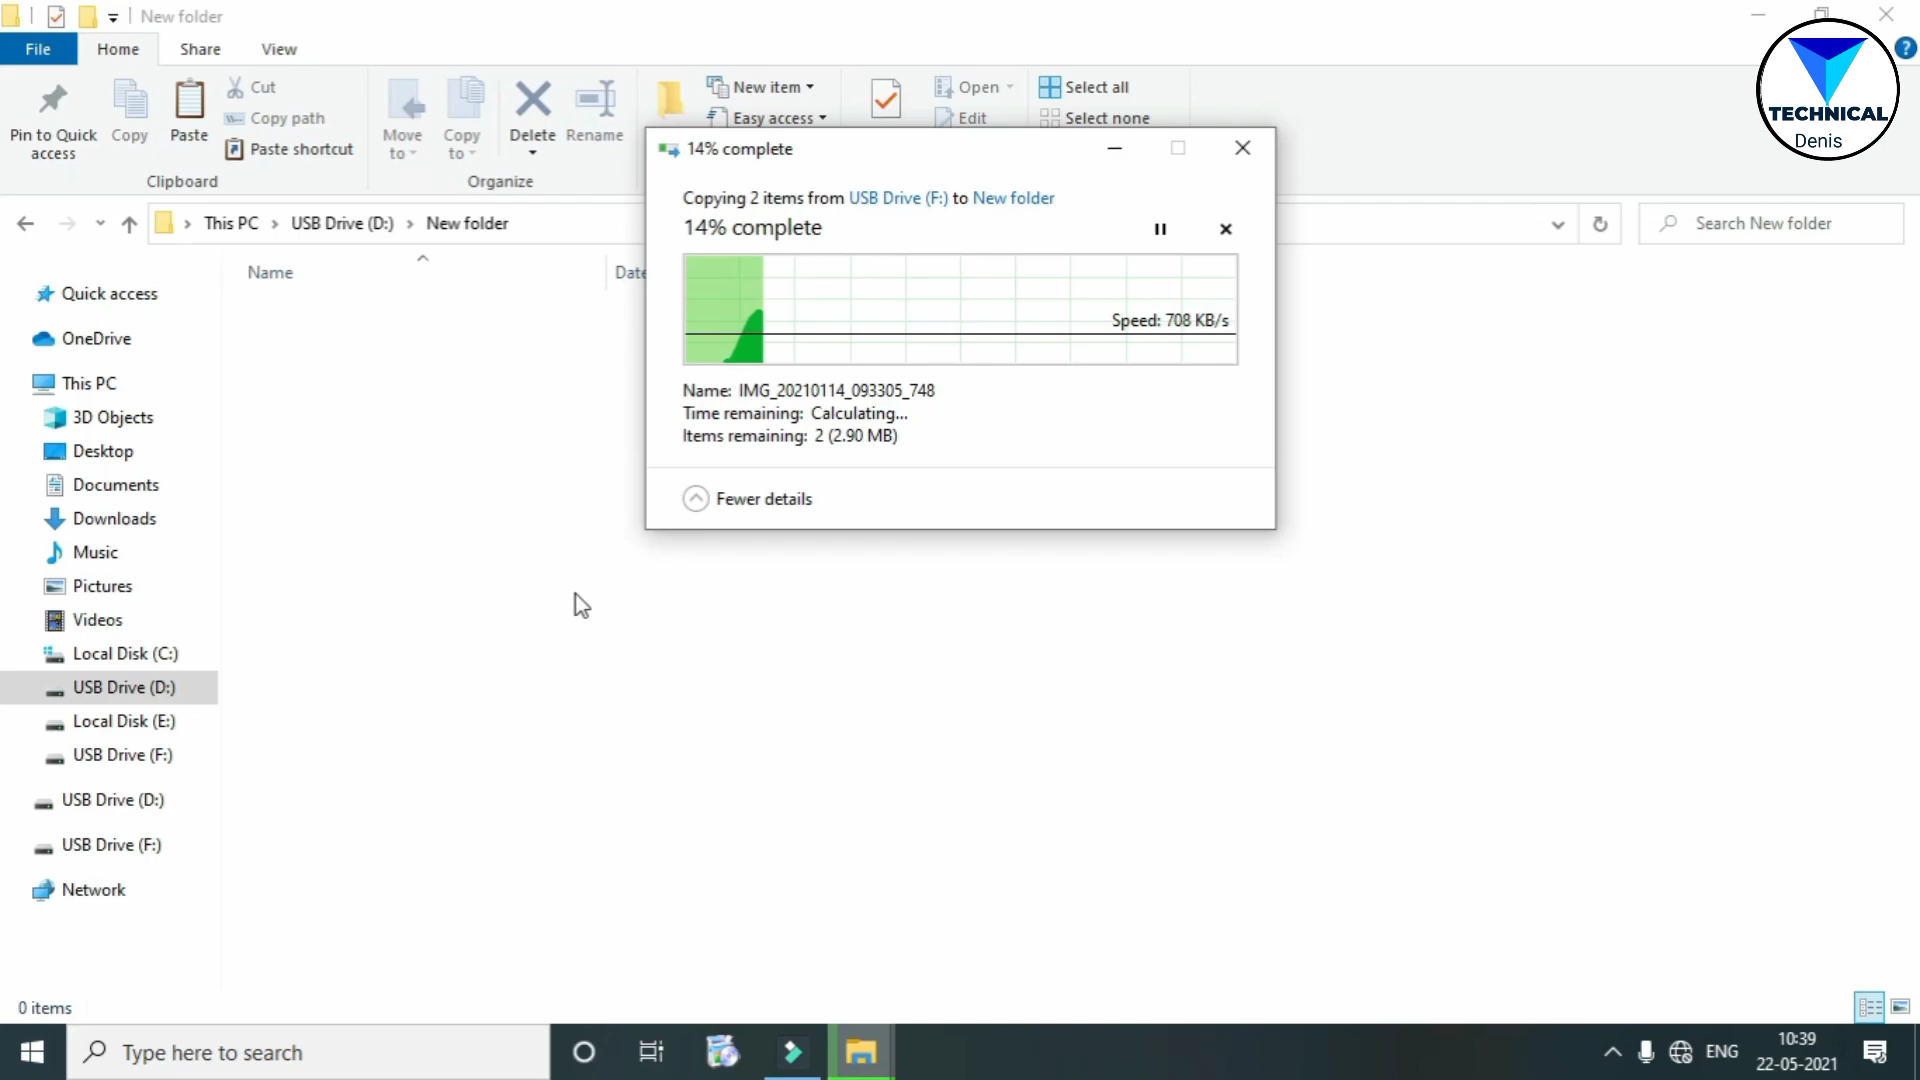 New folder
File
Home
Share
View
Pin to Quick access
Copy
Paste
Cut
Copy path
Paste shortcut
Clipboard
Move to
Copy to
Delete
Rename
Organize
New item
Easy access
Open
Edit
Select all
Select none
TECHNICAL
Denis
This PC
USB Drive (D:)
New folder
Search New folder
Name
Date
Quick access
OneDrive
This PC
3D Objects
Desktop
Documents
Downloads
Music
Pictures
Videos
Local Disk (C:)
USB Drive (D:)
Local Disk (E:)
USB Drive (F:)
USB Drive (D:)
USB Drive (F:)
Network
14% complete
Copying 2 items from USB Drive (F:) to New folder
14% complete
Speed: 708 KB/s
Name: IMG_20210114_093305_748
Time remaining: Calculating...
Items remaining: 2 (2.90 MB)
Fewer details
0 items
Type here to search
ENG
10:39
22-05-2021